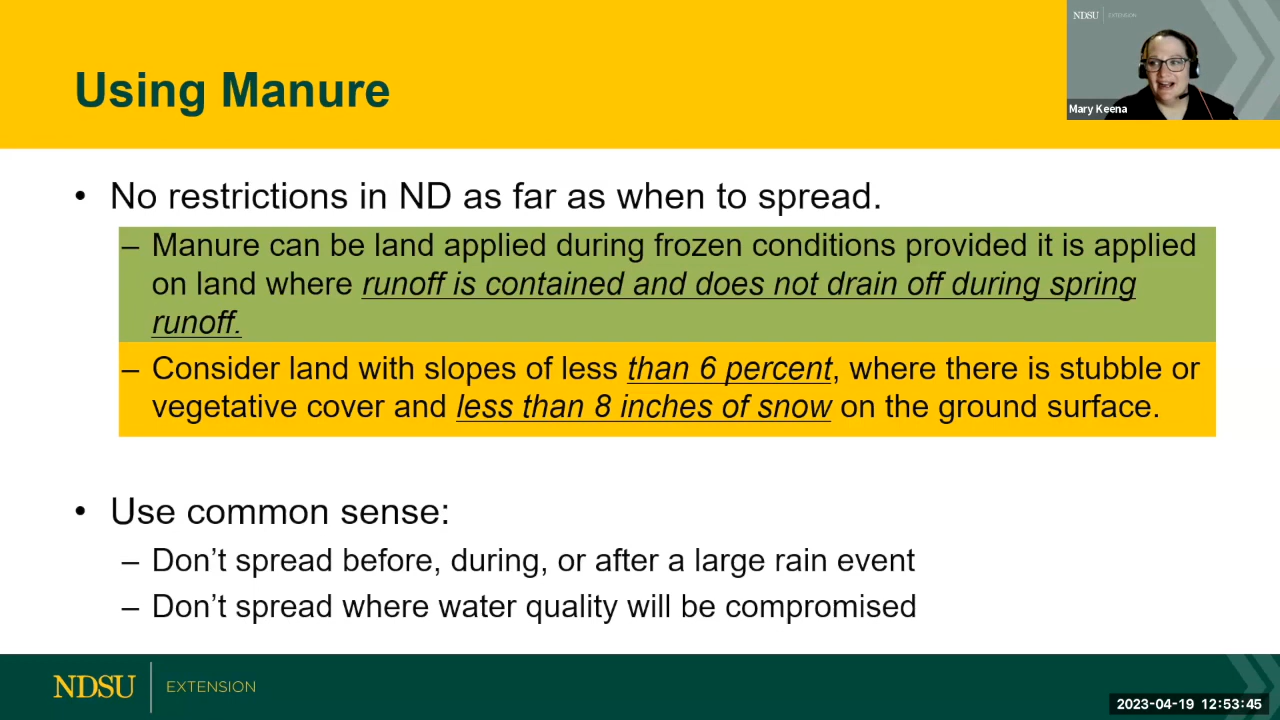 NDSU EXTENSION
Mary Keena
Using Manure
• No restrictions in ND as far as when to spread.
– Manure can be land applied during frozen conditions provided it is applied
on land where runoff is contained and does not drain off during spring
runoff.
– Consider land with slopes of less than 6 percent, where there is stubble or
vegetative cover and less than 8 inches of snow on the ground surface.
• Use common sense:
– Don’t spread before, during, or after a large rain event
– Don’t spread where water quality will be compromised
NDSU EXTENSION
2023-04-19 12:53:45